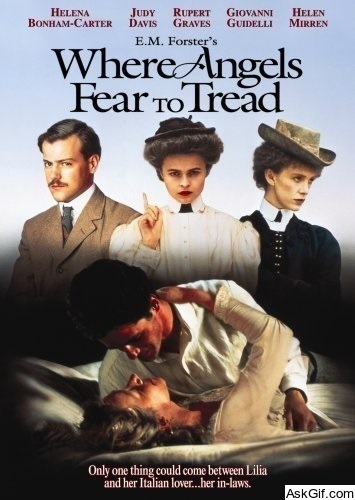 HELENA JUDY RUPERT GIOVANNI HELEN
BONHAM-CARTER DAVIS GRAVES GUIDELLI MIRREN
E.M. FORSTER'S
WHERE ANGELS
FEAR TO TREAD
Only one thing could come between Lilia
and her Italian lover...her in-laws.
AskGif.com